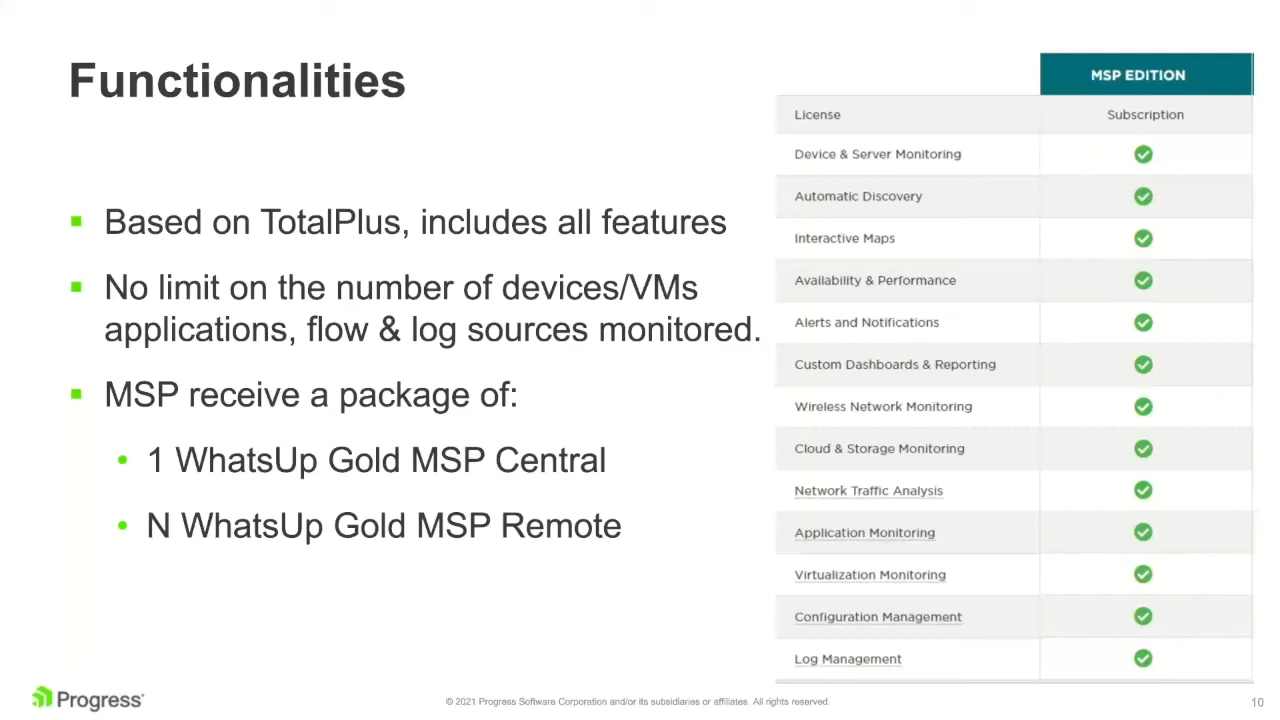 Functionalities
Based on TotalPlus, includes all features
No limit on the number of devices/VMs
applications, flow & log sources monitored.
MSP receive a package of:
1 WhatsUp Gold MSP Central
N WhatsUp Gold MSP Remote
MSP EDITION
License Subscription
Device & Server Monitoring
Automatic Discovery
Interactive Maps
Availability & Performance
Alerts and Notifications
Custom Dashboards & Reporting
Wireless Network Monitoring
Cloud & Storage Monitoring
Network Traffic Analysis
Application Monitoring
Virtualization Monitoring
Configuration Management
Log Management
Progress
© 2021 Progress Software Corporation and/or its subsidiaries or affiliates. All rights reserved.
10